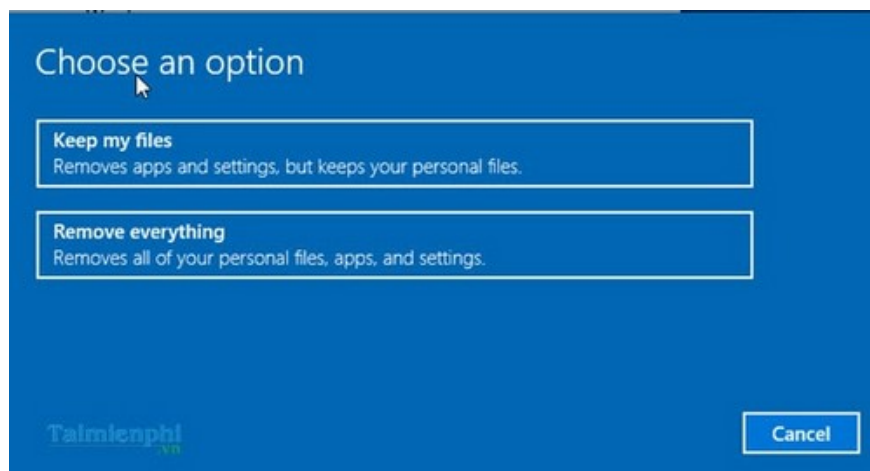 Choose an option
Keep my files
Removes apps and settings, but keeps your personal files.
Remove everything
Removes all of your personal files, apps, and settings.
Taimienphi
.vn
Cancel